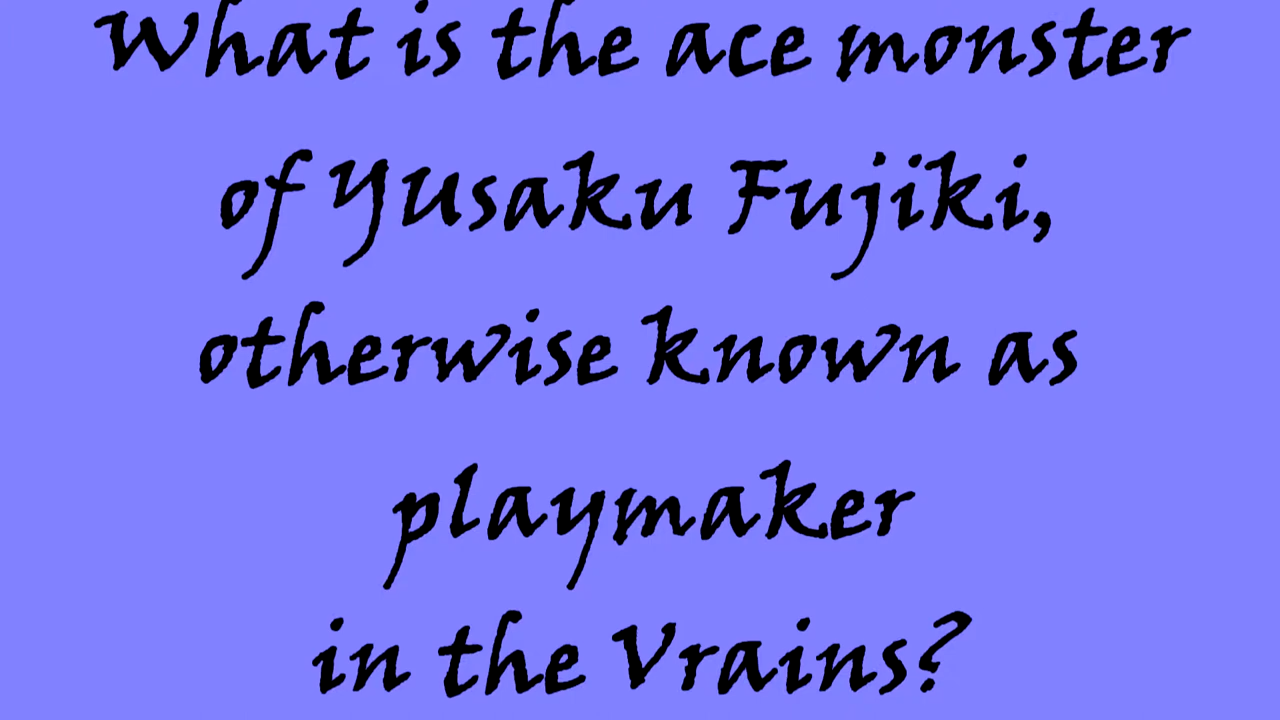 What is the ace monster
of YUsaku Fujiki,
otherwise known as
playmaker
in the Vrains?